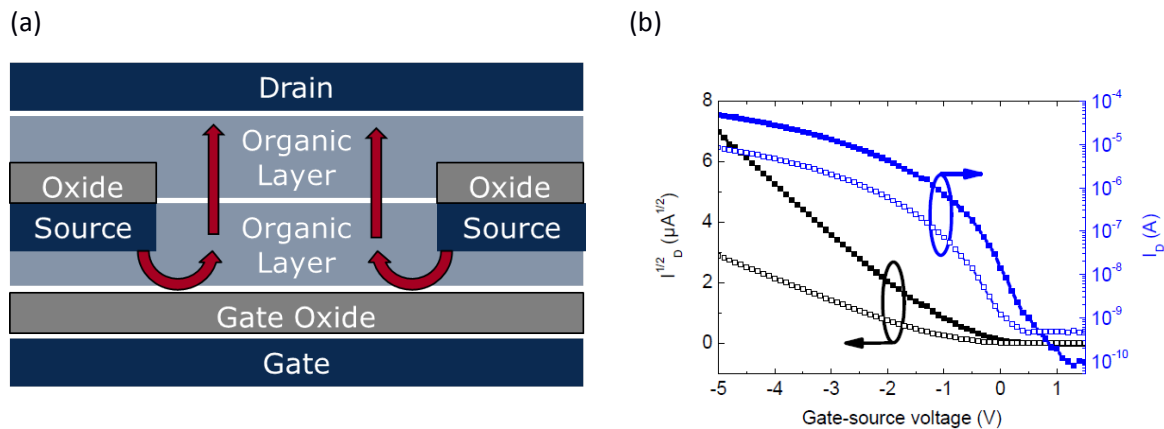 (a)
Drain
Organic
Layer
Oxide
Oxide
Source
Organic
Layer
Source
Gate Oxide
Gate
(b)
8
6
4
2
0
I^{1/2}_D (μA^{1/2})
10^{-4}
10^{-5}
10^{-6}
10^{-7}
10^{-8}
10^{-9}
10^{-10}
I_D (A)
-5 -4 -3 -2 -1 0 1
Gate-source voltage (V)